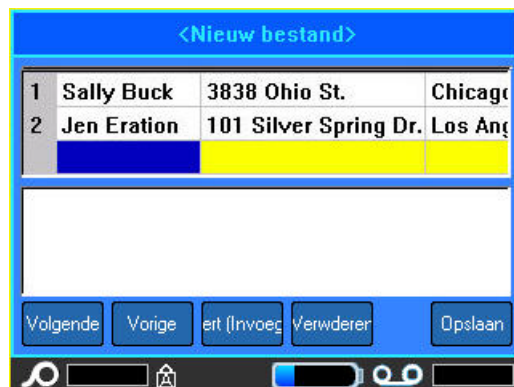 <Nieuw bestand>
1 Sally Buck 3838 Ohio St. Chicago
2 Jen Eration 101 Silver Spring Dr. Los Ang
Volgende Vorige ert (Invoeg Verwderer Opslaan